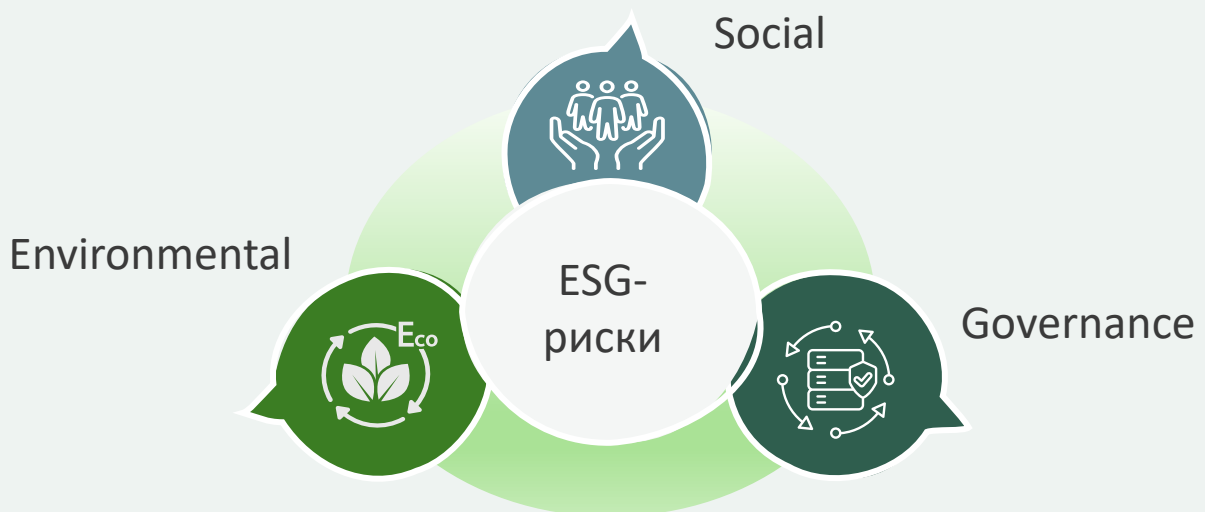 Social
Environmental
ESG-
риски
Eco
Governance